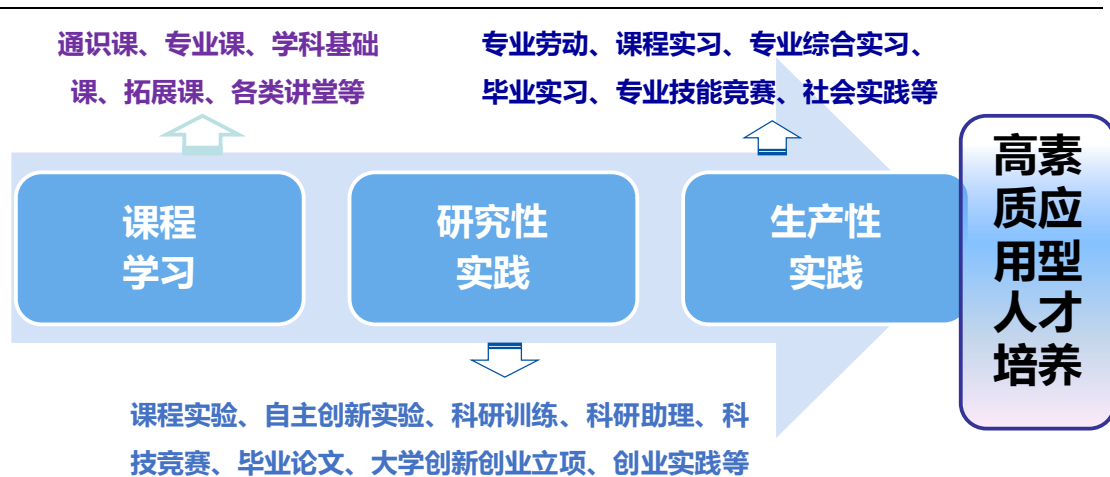 通识课、专业课、学科基础
课、拓展课、各类讲堂等
专业劳动、课程实习、专业综合实习、
毕业实习、专业技能竞赛、社会实践等
课程
学习
研究性
实践
生产性
实践
高素
质应
用型
人才
培养
课程实验、自主创新实验、科研训练、科研助理、科
技竞赛、毕业论文、大学创新创业立项、创业实践等